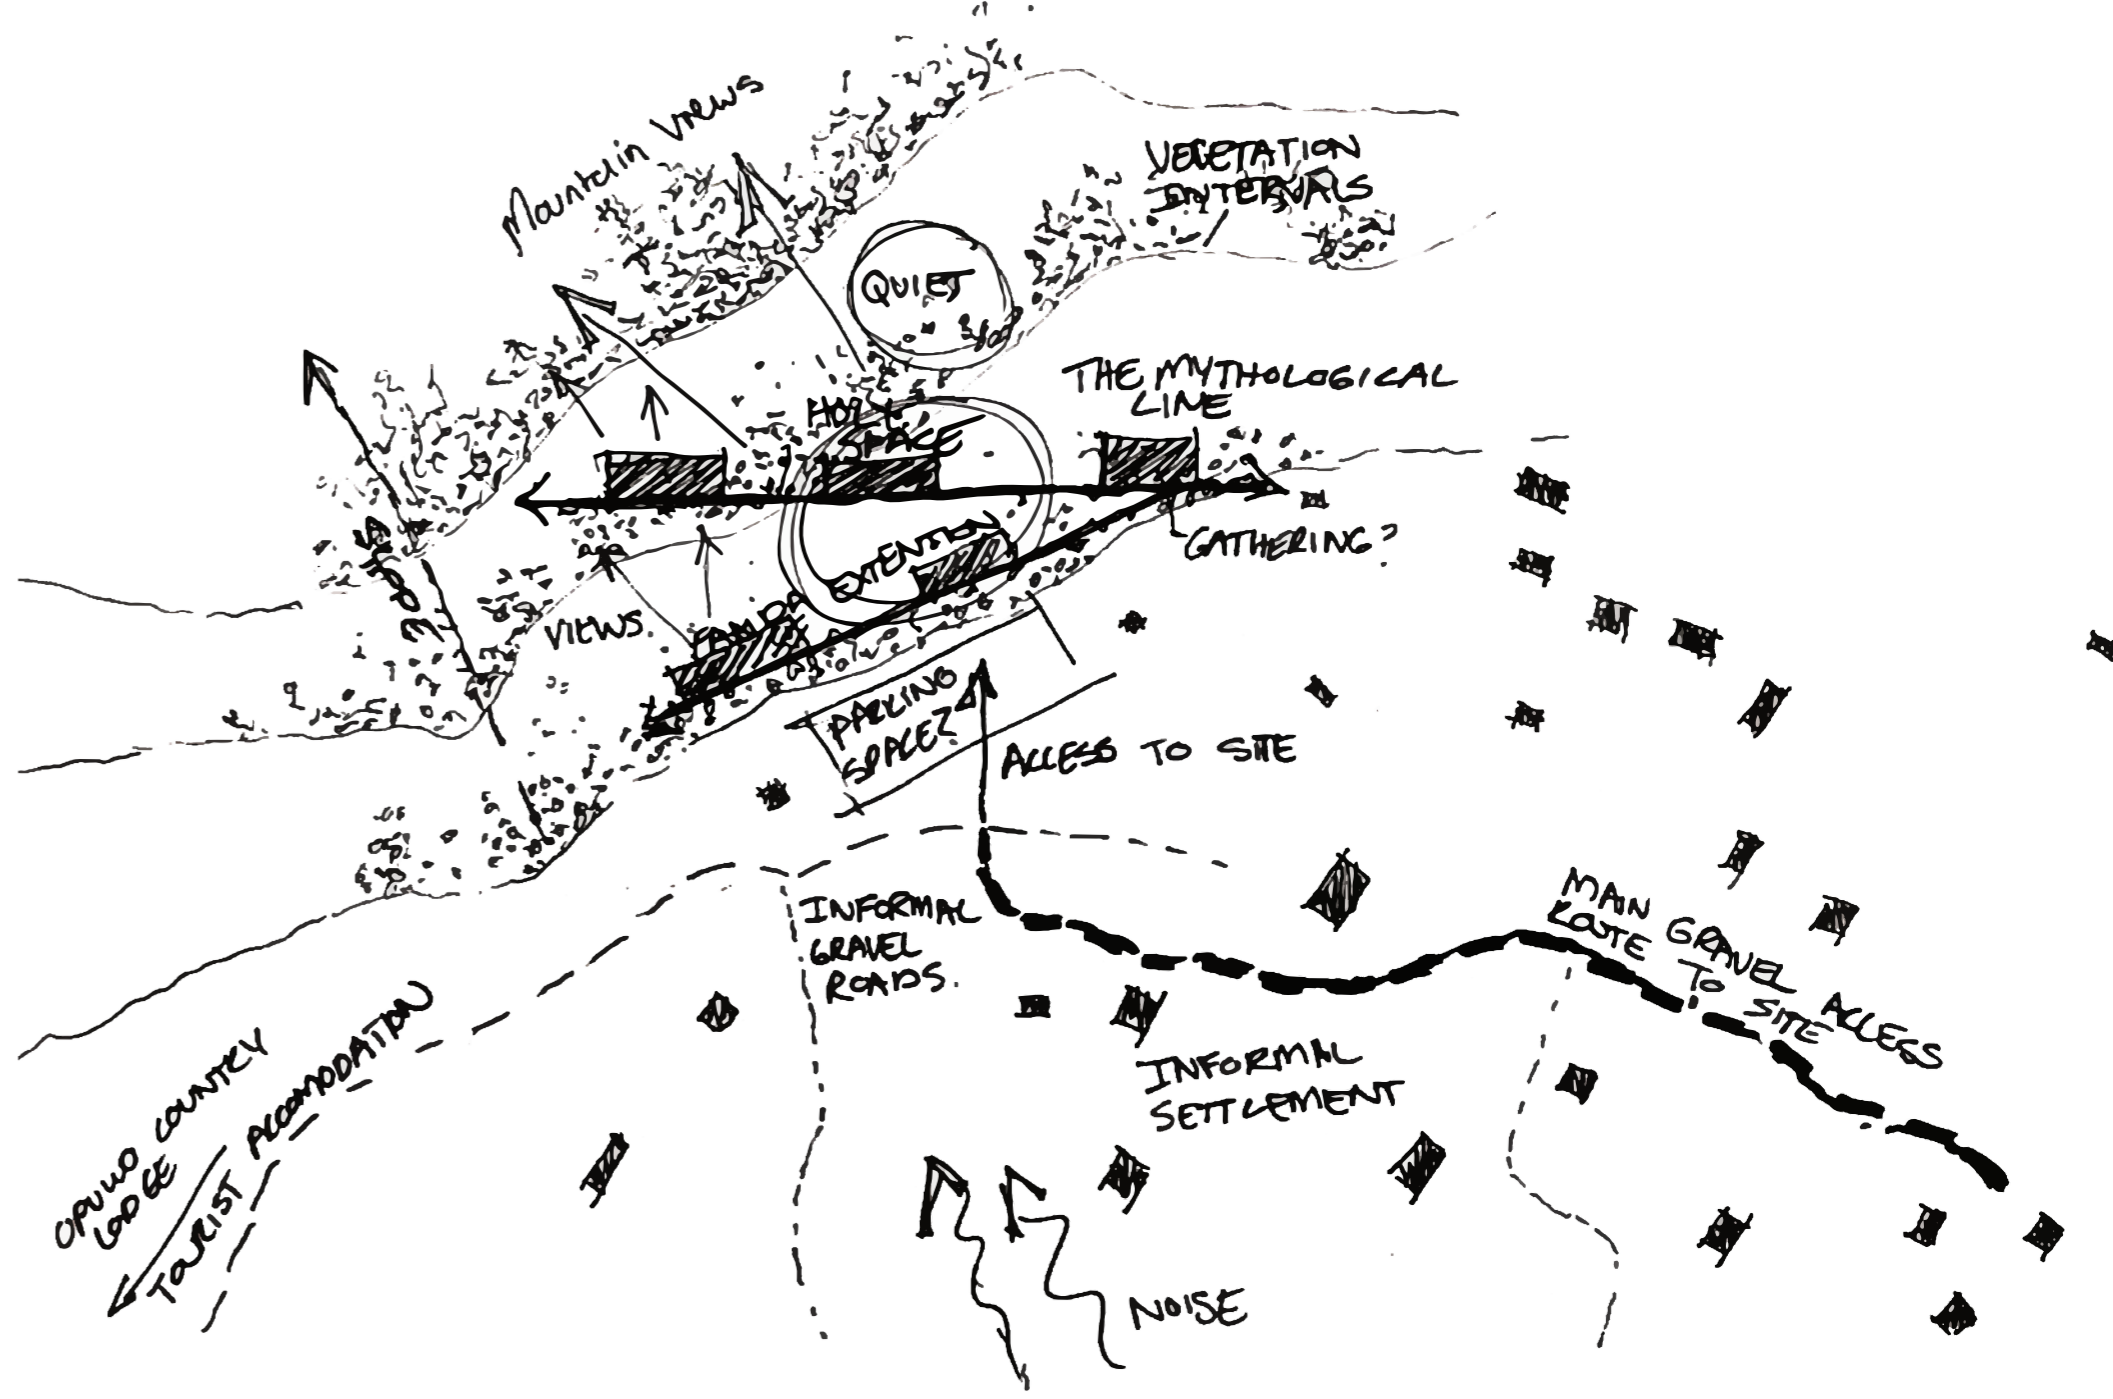 Mountain Views
VEGETATION
INTERVALS
QUIET
THE MYTHOLOGICAL
LINE
HOLY
SPACE
GATHERING?
EXTENTION
SLOPE
VIEWS.
PARKING
SPACE?
ACCESS TO SITE
INFORMAL
GRAVEL
ROADS.
MAIN GRAVEL ACCESS
ROUTE TO SITE
INFORMAL
SETTLEMENT
OPUWO COUNTRY
LODGE
TOURIST ACCOMODATION
NOISE